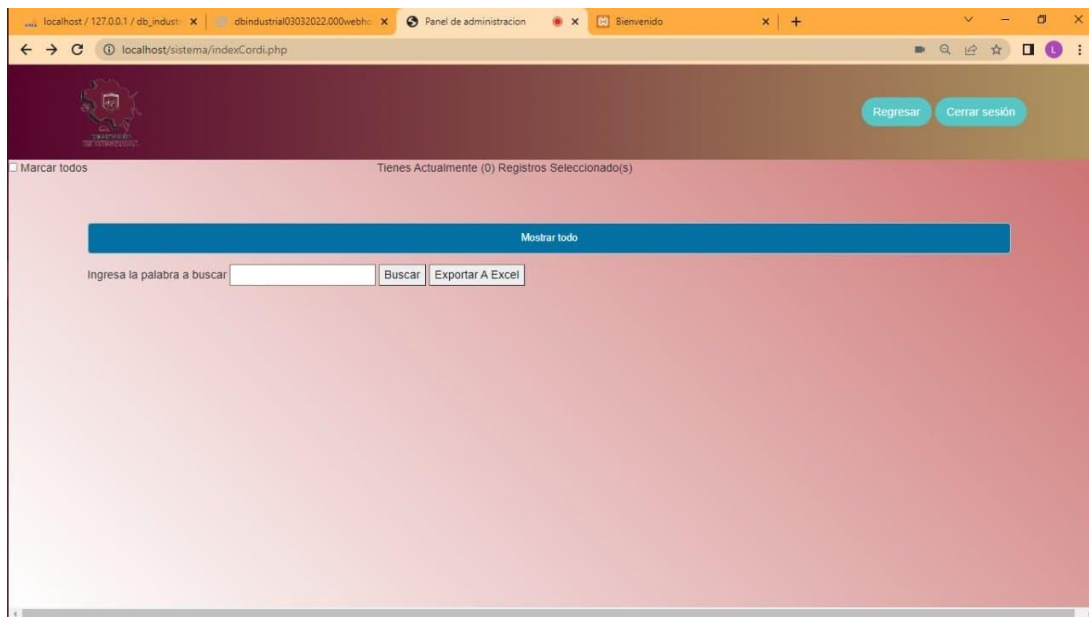 localhost / 127.0.0.1 / db_indust
dbindustrial03032022.000webho
Panel de administracion
Bienvenido
localhost/sistema/indexCordi.php
L
Regresar
Cerrar sesión
Marcar todos
Tienes Actualmente (0) Registros Seleccionado(s)
Mostrar todo
Ingresa la palabra a buscar
Buscar
Exportar A Excel